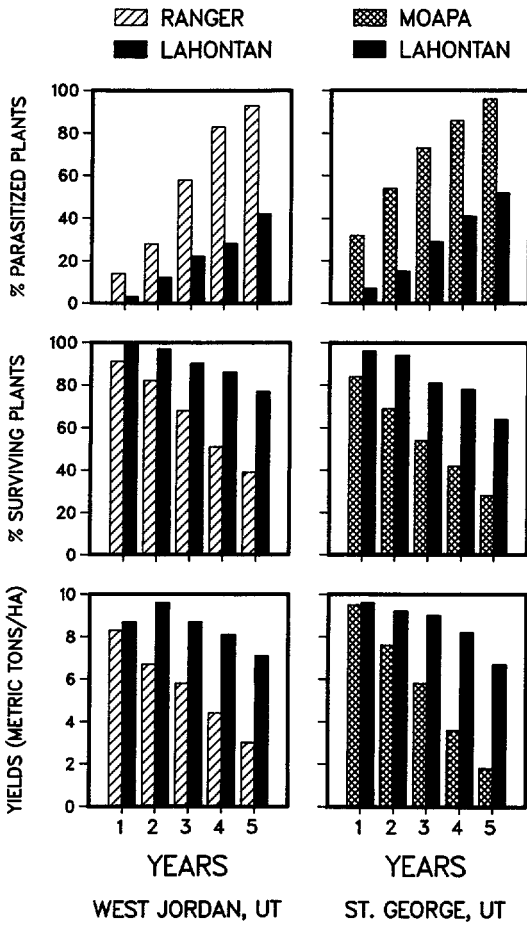 RANGER MOAPA
LAHONTAN LAHONTAN
% PARASITIZED PLANTS
100
80
60
40
20
0
% SURVIVING PLANTS
100
80
60
40
20
0
YIELDS (METRIC TONS/HA)
10
8
6
4
2
0
1 2 3 4 5 1 2 3 4 5
YEARS YEARS
WEST JORDAN, UT ST. GEORGE, UT